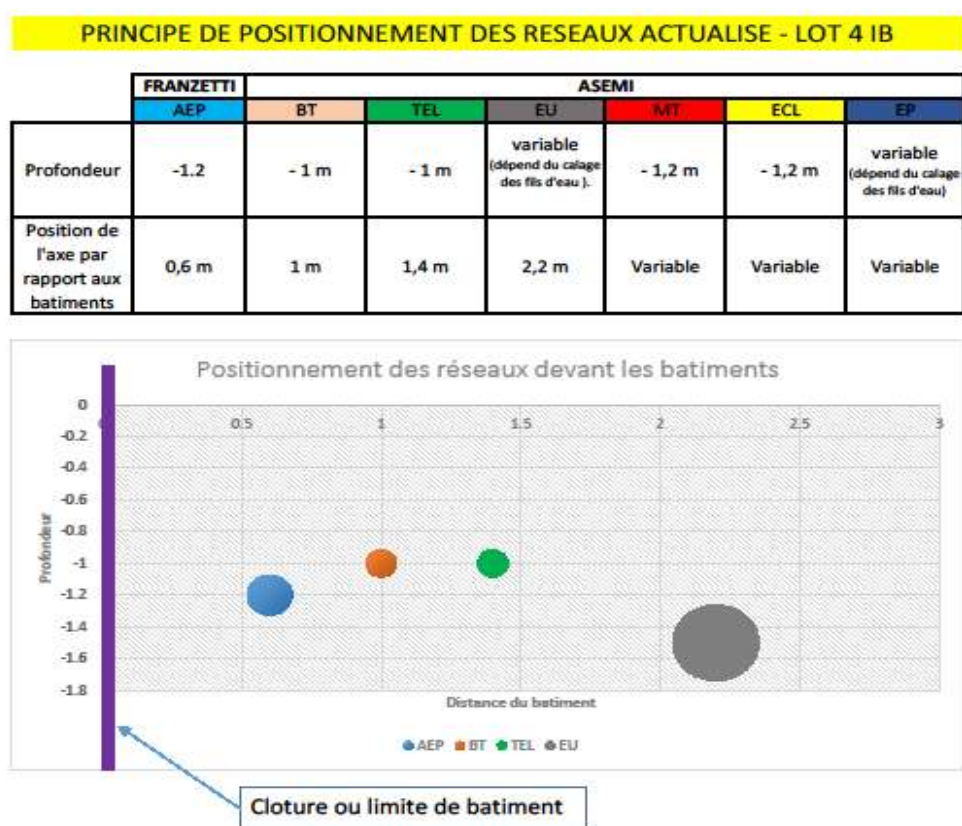 PRINCIPE DE POSITIONNEMENT DES RESEAUX ACTUALISE - LOT 4 IB
FRANZETTI ASEMI
AEP BT TEL EU MT ECL EP
Profondeur -1.2 - 1 m - 1 m variable (dépend du calage des fils d'eau ). - 1,2 m - 1,2 m variable (dépend du calage des fils d'eau)
Position de l'axe par rapport aux batiments 0,6 m 1 m 1,4 m 2,2 m Variable Variable Variable
Positionnement des réseaux devant les batiments
0
0.5 1 1.5 2 2.5 3
-0.2
-0.4
-0.6
-0.8
-1
-1.2
-1.4
-1.6
-1.8
Profondeur
Distance du batiment
AEP BT TEL EU
Cloture ou limite de batiment